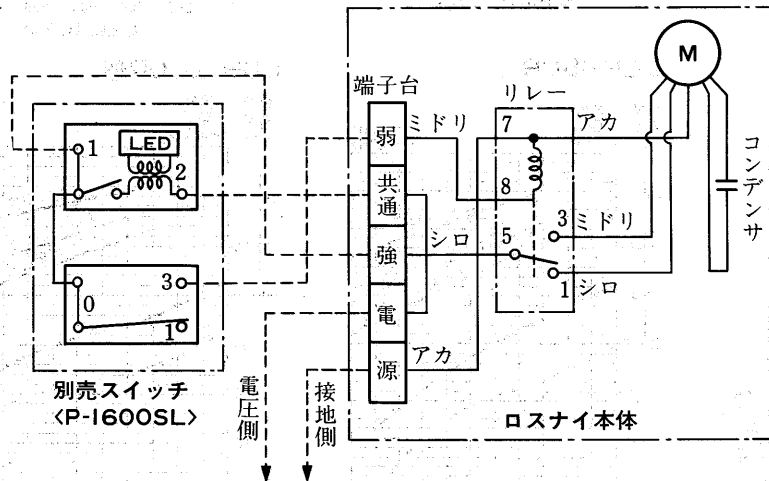 M
端子台
リレー
弱
ミドリ
7
アカ
LED
1
2
共通
8
コンデンサ
強
シロ
5
3
ミドリ
1
シロ
0
3
1
電
源
アカ
別売スイッチ
〈P-1600SL〉
電圧側
接地側
ロスナイ本体